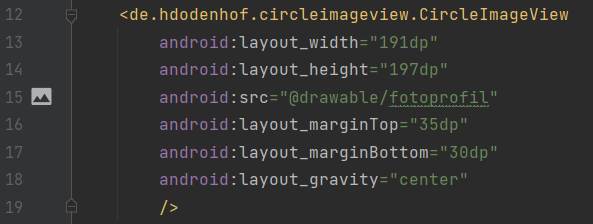 12 <de.hdodenhof.circleimageview.CircleImageView
13 android:layout_width="191dp"
14 android:layout_height="197dp"
15 android:src="@drawable/fotoprofil"
16 android:layout_marginTop="35dp"
17 android:layout_marginBottom="30dp"
18 android:layout_gravity="center"
19 />